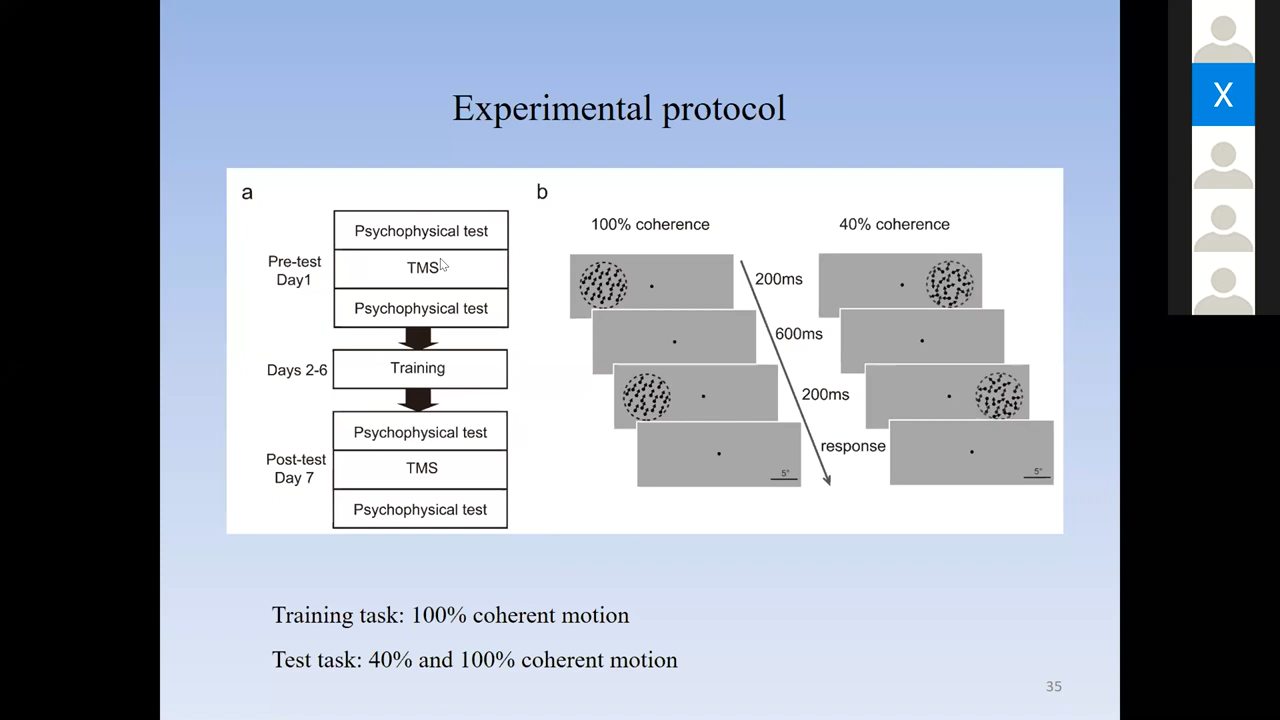 Experimental protocol
a
Pre-test
Day1
Psychophysical test
TMS
Psychophysical test
Days 2-6
Training
Post-test
Day 7
Psychophysical test
TMS
Psychophysical test
b
100% coherence
40% coherence
200ms
600ms
200ms
response
5°
5°
Training task: 100% coherent motion
Test task: 40% and 100% coherent motion
35
X